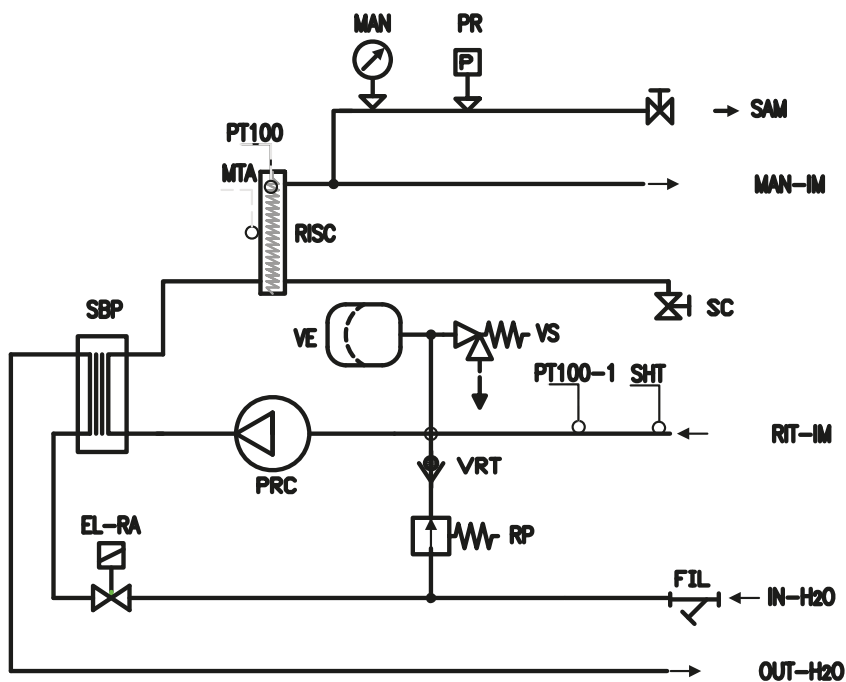 MAN
PR
P
SAM
PT100
MTA
MAN-IM
RISC
SBP
SC
VE
VS
PT100-1
SHT
RIT-IM
PRC
VRT
EL-RA
RP
FIL
IN-H2O
OUT-H2O